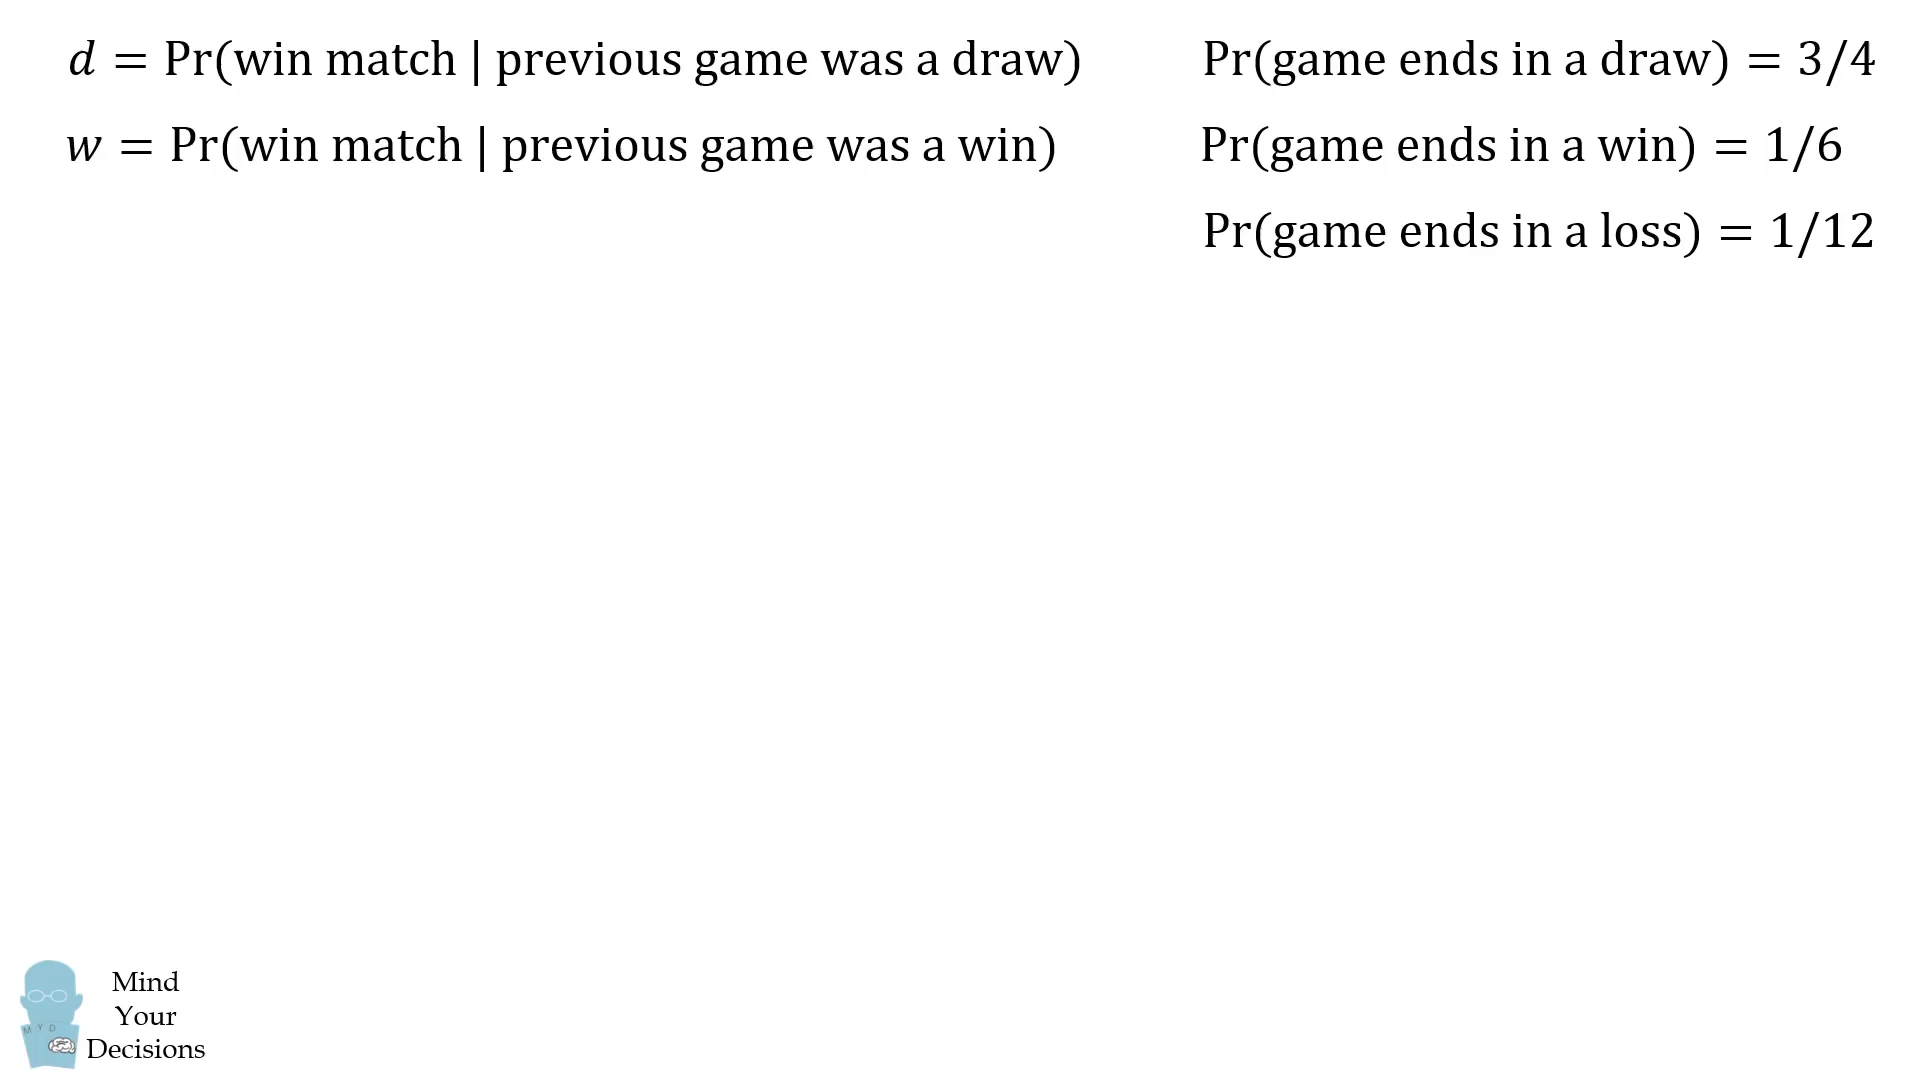 d = Pr(win match | previous game was a draw)
w = Pr(win match | previous game was a win)
Pr(game ends in a draw) = 3/4
Pr(game ends in a win) = 1/6
Pr(game ends in a loss) = 1/12
M Y D
Mind
Your
Decisions